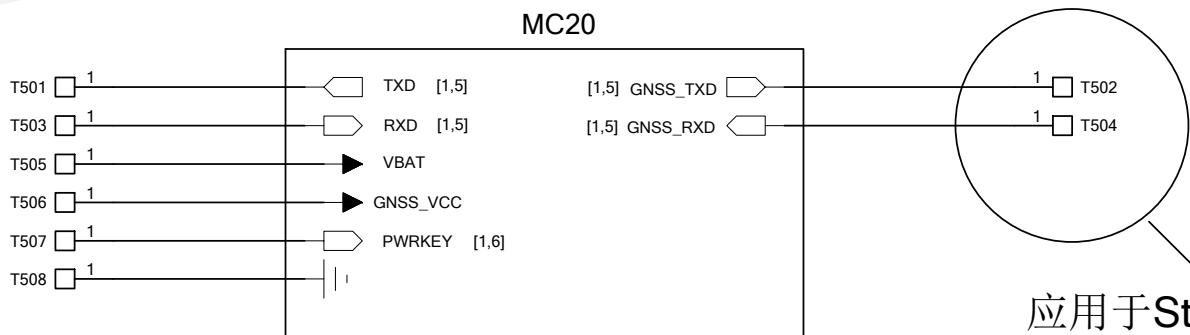 MC20
T501 1 TXD [1,5] [1,5] GNSS_TXD 1 T502
T503 1 RXD [1,5] [1,5] GNSS_RXD 1 T504
T505 1 VBAT
T506 1 GNSS_VCC
T507 1 PWRKEY [1,6]
T508 1
应用于St